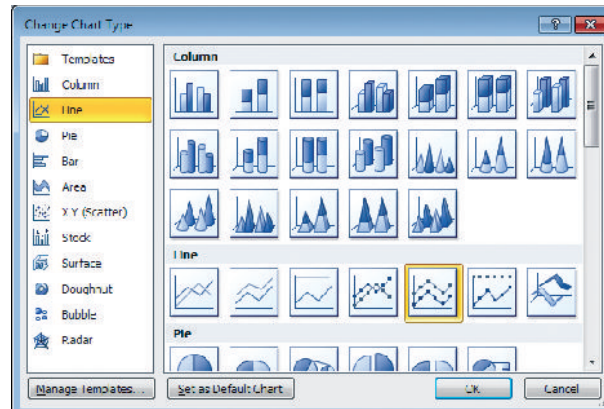 Change Chart Type
Templates
Column
Line
Pie
Bar
Area
X Y (Scatter)
Stock
Surface
Doughnut
Bubble
Radar
Column
Line
Pie
Manage Templates...
Set as Default Chart
OK
Cancel